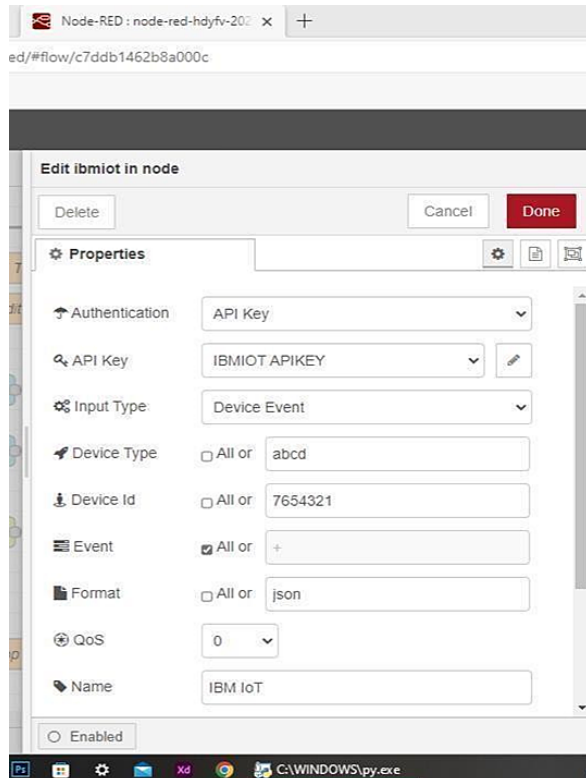 Node-RED : node-red-hdyfv-202
ed/#flow/c7ddb1462b8a000c
Edit ibmiot in node
Delete Cancel Done
Properties
Authentication API Key
API Key IBMIOT APIKEY
Input Type Device Event
Device Type All or abcd
Device Id All or 7654321
Event All or +
Format All or json
QoS 0
Name IBM IoT
Enabled
Ps Xd C:\WINDOWS\py.exe